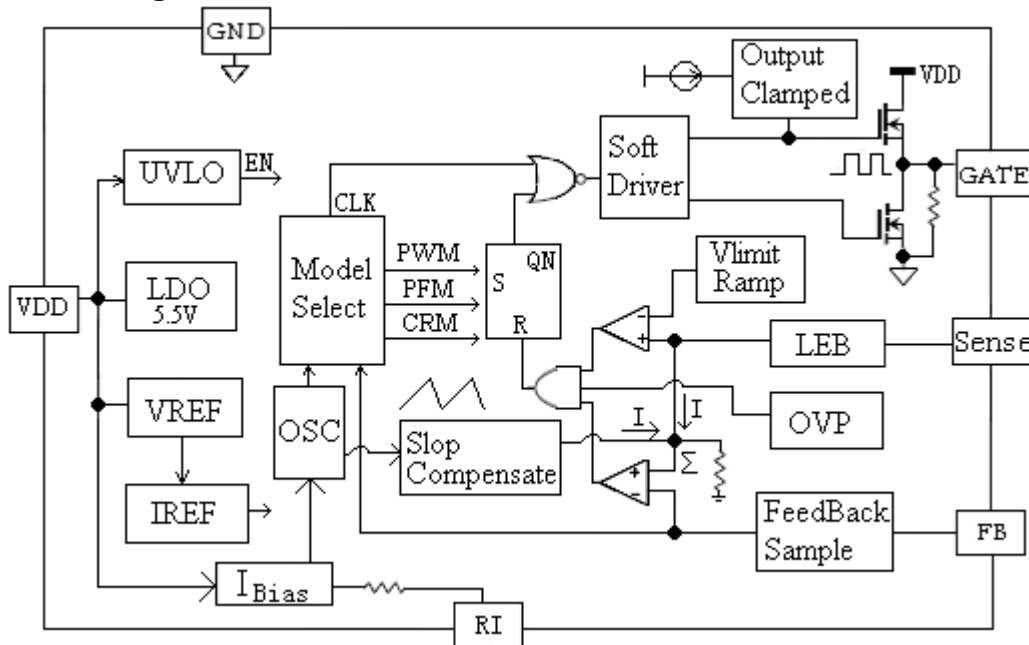 GND
Output
Clamped
VDD
Soft
Driver
UVLO
EN
GATE
CLK
Model
Select
PWM
PFM
CRM
S
QN
R
Vlimit
Ramp
VDD
LDO
5.5V
LEB
Sense
VREF
OSC
Slop
Compensate
I
I
Σ
OVP
IREF
FeedBack
Sample
FB
I Bias
RI